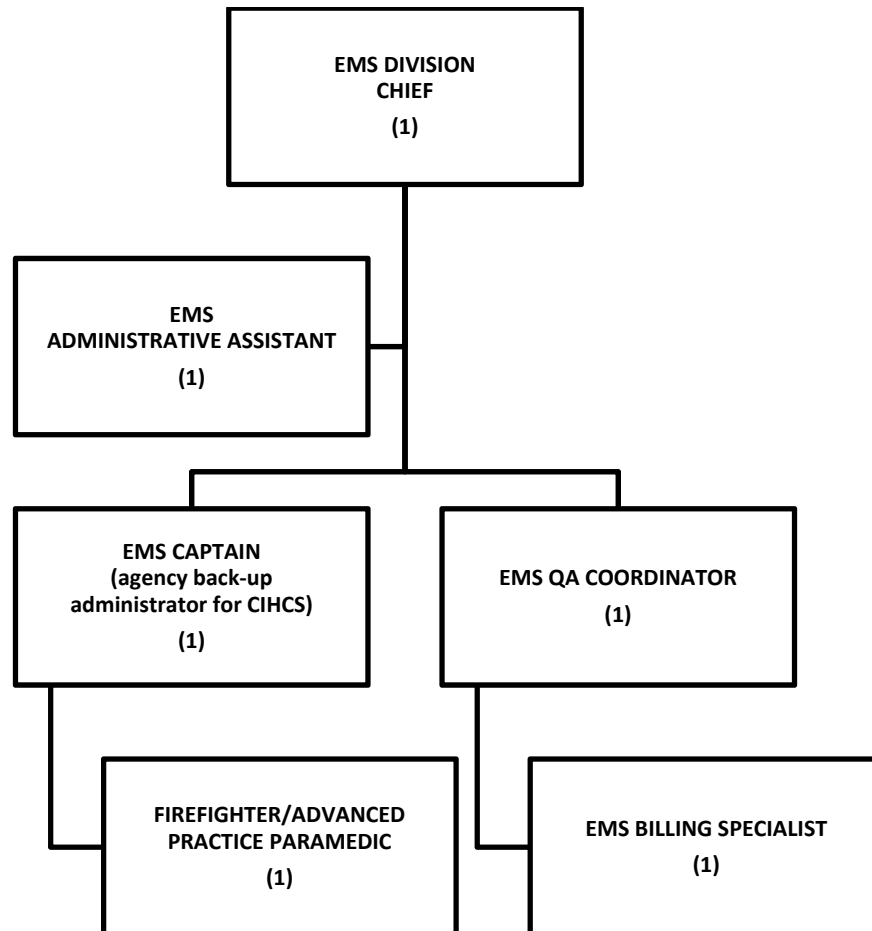 EMS DIVISION
CHIEF
(1)
EMS
ADMINISTRATIVE ASSISTANT
(1)
EMS CAPTAIN
(agency back-up
administrator for CIHCS)
(1)
EMS QA COORDINATOR
(1)
FIREFIGHTER/ADVANCED
PRACTICE PARAMEDIC
(1)
EMS BILLING SPECIALIST
(1)